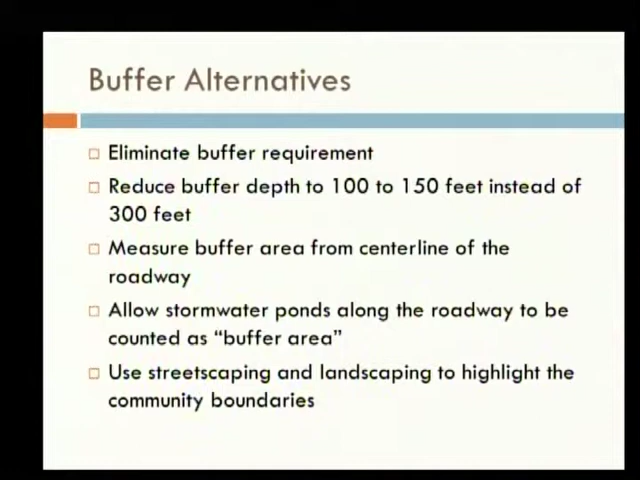 Buffer Alternatives
Eliminate buffer requirement
Reduce buffer depth to 100 to 150 feet instead of
300 feet
Measure buffer area from centerline of the
roadway
Allow stormwater ponds along the roadway to be
counted as “buffer area”
Use streetscaping and landscaping to highlight the
community boundaries